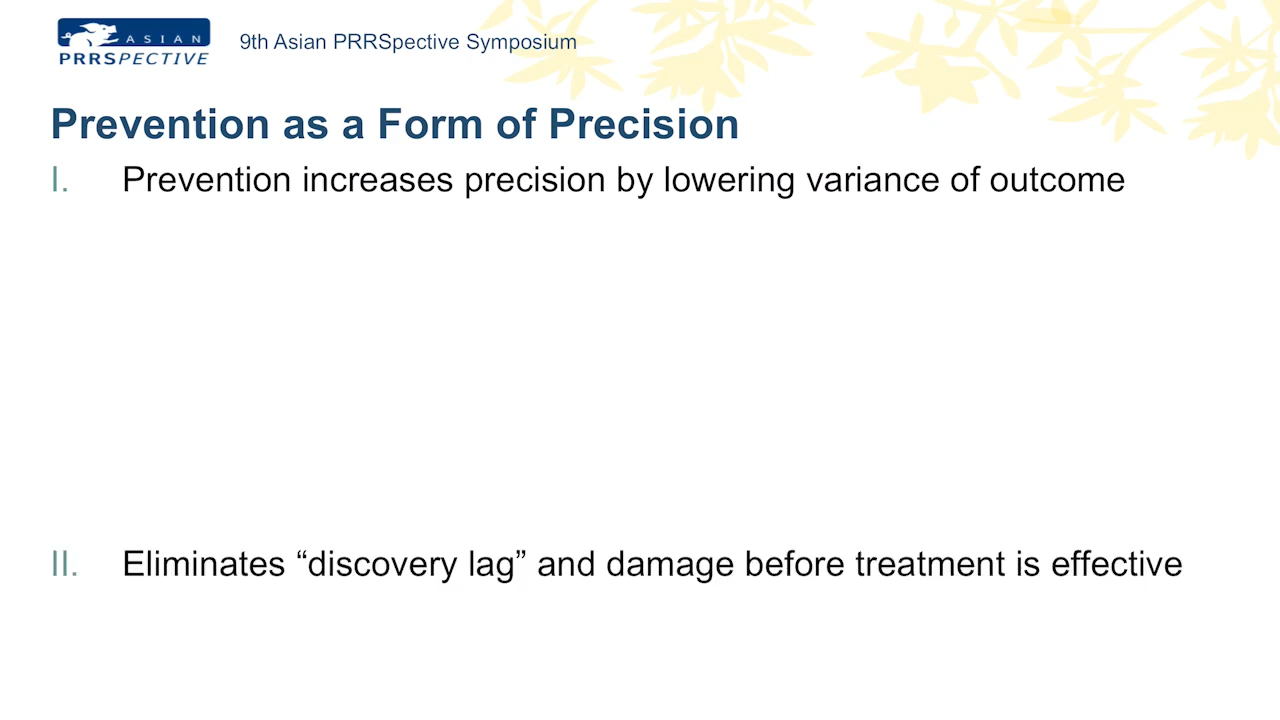 ASIAN
PRRSPECTIVE
9th Asian PRRSpective Symposium
Prevention as a Form of Precision
I. Prevention increases precision by lowering variance of outcome
II. Eliminates “discovery lag” and damage before treatment is effective